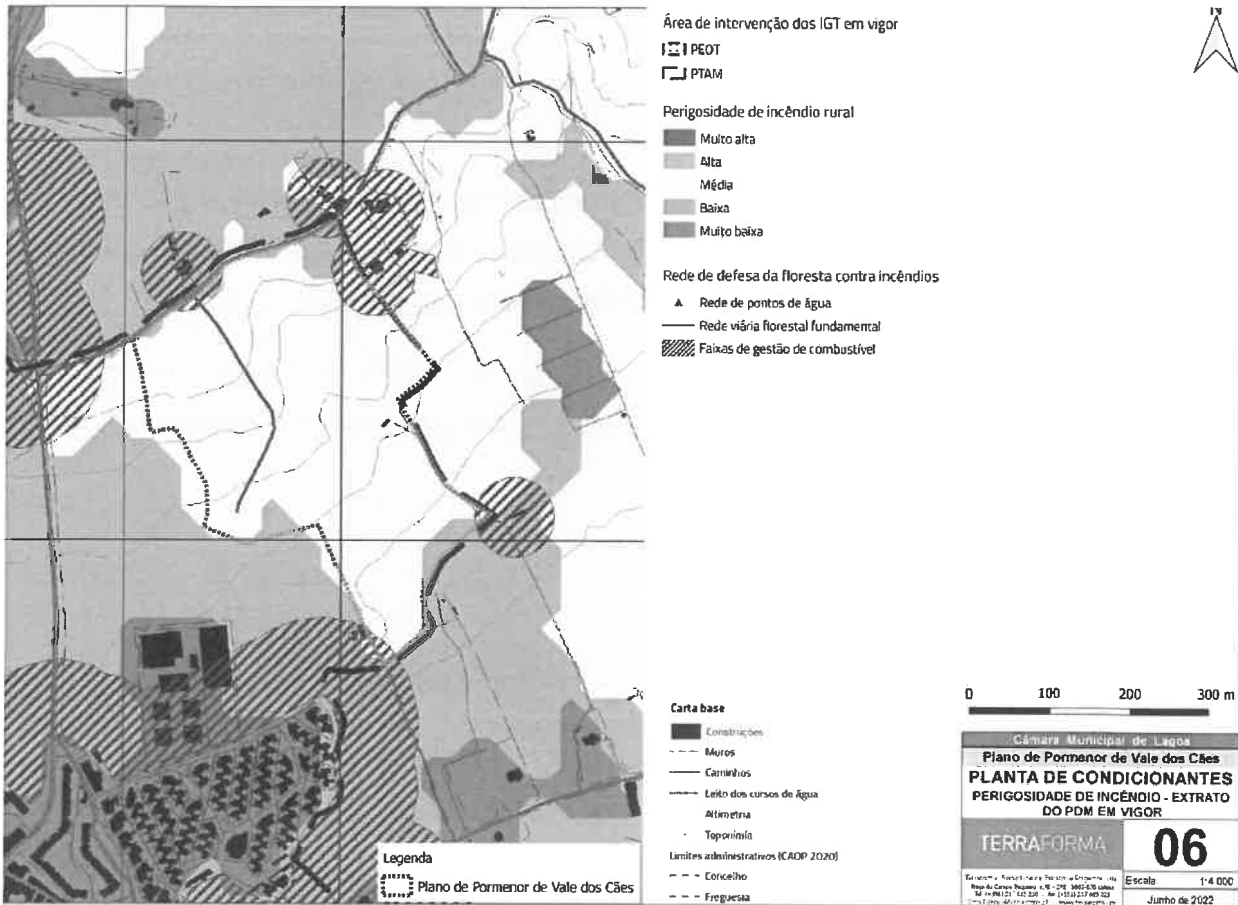 Área de intervenção dos IGT em vigor
PEOT
PTAM
Perigosidade de incêndio rural
Muito alta
Alta
Média
Baixa
Muito baixa
Rede de defesa da floresta contra incêndios
Rede de pontos de água
Rede viária florestal fundamental
Faixas de gestão de combustível
N
0 100 200 300 m
Carta base
Construções
Muros
Caminhos
Leito dos cursos de água
Altimetria
Toponímia
Limites administrativos (CAOP 2020)
Concelho
Freguesia
Legenda
Plano de Pormenor de Vale dos Cães
Câmara Municipal de Lagoa
Plano de Pormenor de Vale dos Cães
PLANTA DE CONDICIONANTES
PERIGOSIDADE DE INCÊNDIO - EXTRATO
DO PDM EM VIGOR
TERRAFORMA
06
Escala 1:4 000
Junho de 2022